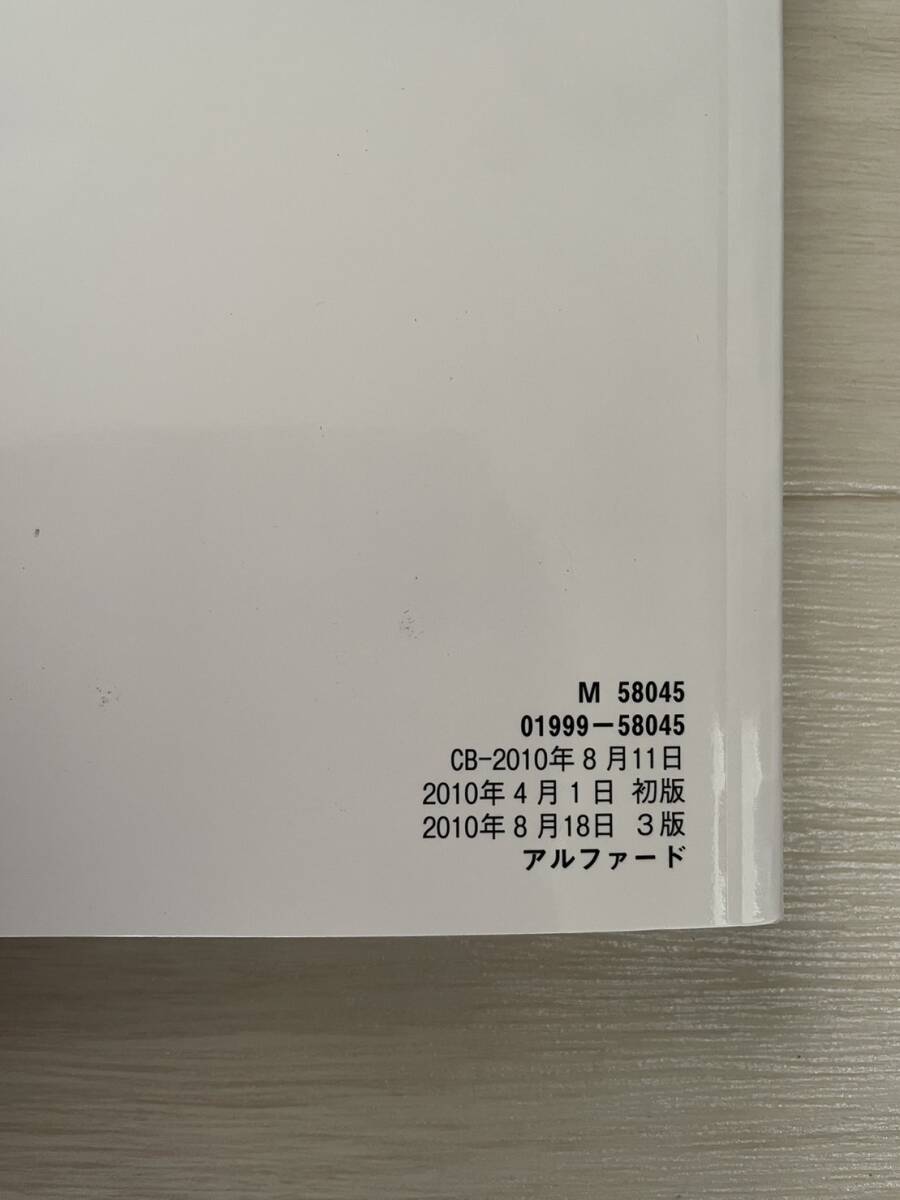 M 58045
01999−58045
CB-2010年8月11日
2010年4月1日 初版
2010年8月18日 3版
アルファード